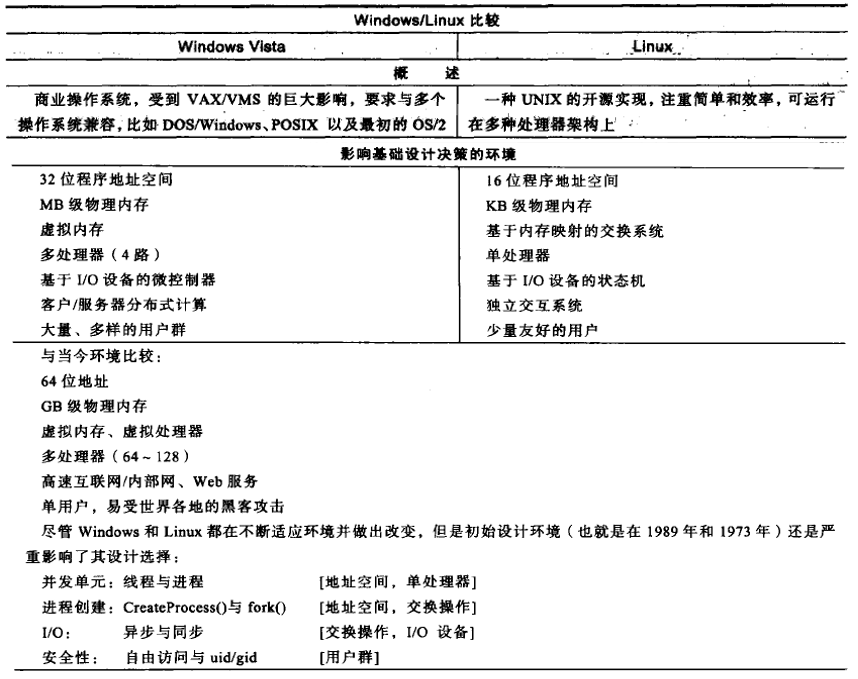 Windows/Linux 比较
Windows Vista Linux
概 述
商业操作系统，受到 VAX/VMS 的巨大影响，要求与多个操作系统兼容，比如 DOS/Windows、POSIX 以及最初的 OS/2
一种 UNIX 的开源实现，注重简单和效率，可运行在多种处理器架构上
影响基础设计决策的环境
32 位程序地址空间 16 位程序地址空间
MB 级物理内存 KB 级物理内存
虚拟内存 基于内存映射的交换系统
多处理器（4 路） 单处理器
基于 I/O 设备的微控制器 基于 I/O 设备的状态机
客户/服务器分布式计算 独立交互系统
大量、多样的用户群 少量友好的用户
与当今环境比较：
64 位地址
GB 级物理内存
虚拟内存、虚拟处理器
多处理器（64～128）
高速互联网/内部网、Web 服务
单用户，易受世界各地的黑客攻击
尽管 Windows 和 Linux 都在不断适应环境并做出改变，但是初始设计环境（也就是在 1989 年和 1973 年）还是严
重影响了其设计选择：
并发单元：线程与进程 [地址空间，单处理器]
进程创建：CreateProcess()与 fork() [地址空间，交换操作]
I/O： 异步与同步 [交换操作，I/O 设备]
安全性： 自由访问与 uid/gid [用户群]